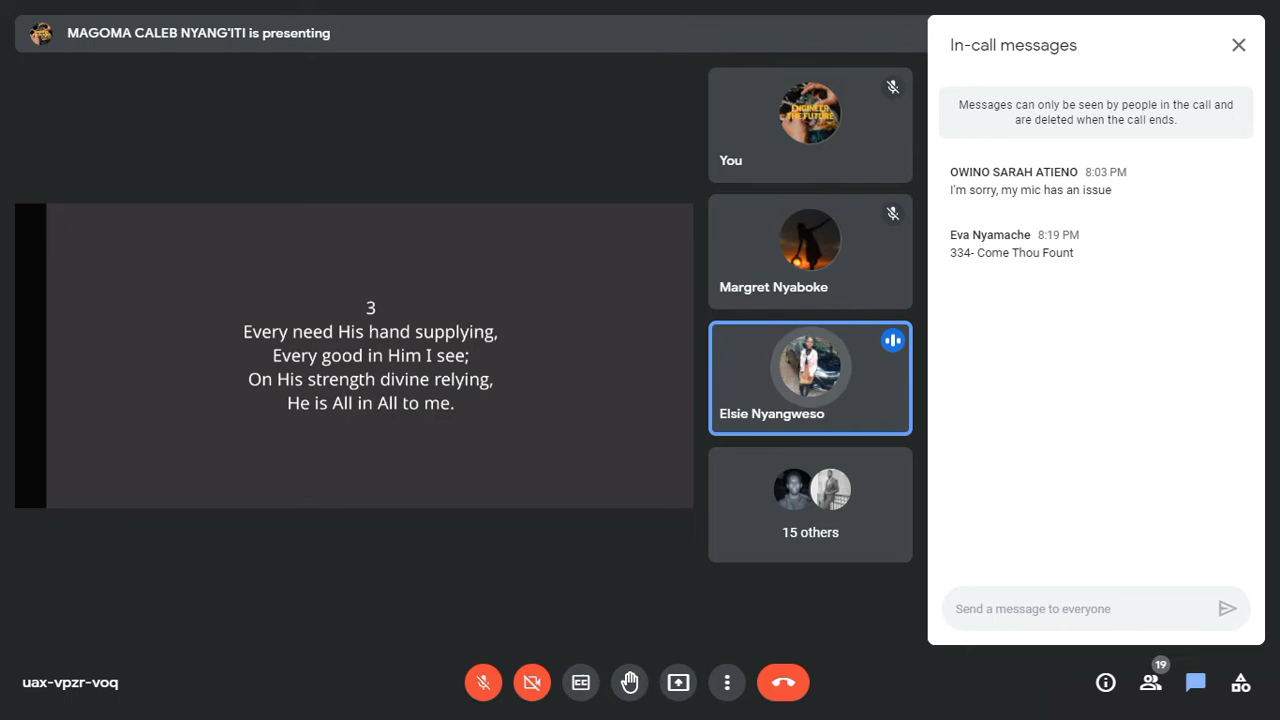 MAGOMA CALEB NYANG'ITI is presenting
3
Every need His hand supplying,
Every good in Him I see;
On His strength divine relying,
He is All in All to me.
ENGINEER
THE FUTURE
You
Margret Nyaboke
Elsie Nyangweso
15 others
In-call messages
Messages can only be seen by people in the call and
are deleted when the call ends.
OWINO SARAH ATIENO 8:03 PM
I'm sorry, my mic has an issue
Eva Nyamache 8:19 PM
334- Come Thou Fount
Send a message to everyone
uax-vpzr-voq
CC
19